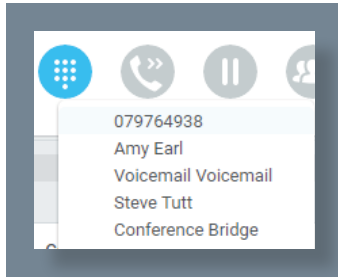 079764938
Amy Earl
Voicemail Voicemail
Steve Tutt
Conference Bridge